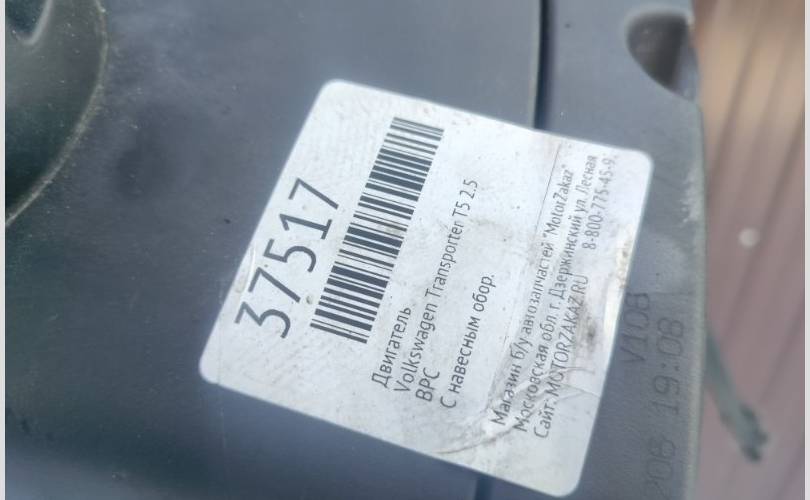 37517
Двигатель
Volkswagen Transporter T5 2.5
BPC
С навесным обор.
Магазин б/у автозапчастей "MotorZakaz"
Московская обл. г. Дзержинский ул. Лесная
Сайт: MOTORZAKAZ.RU 8-800-775-45-9
V108
19:08